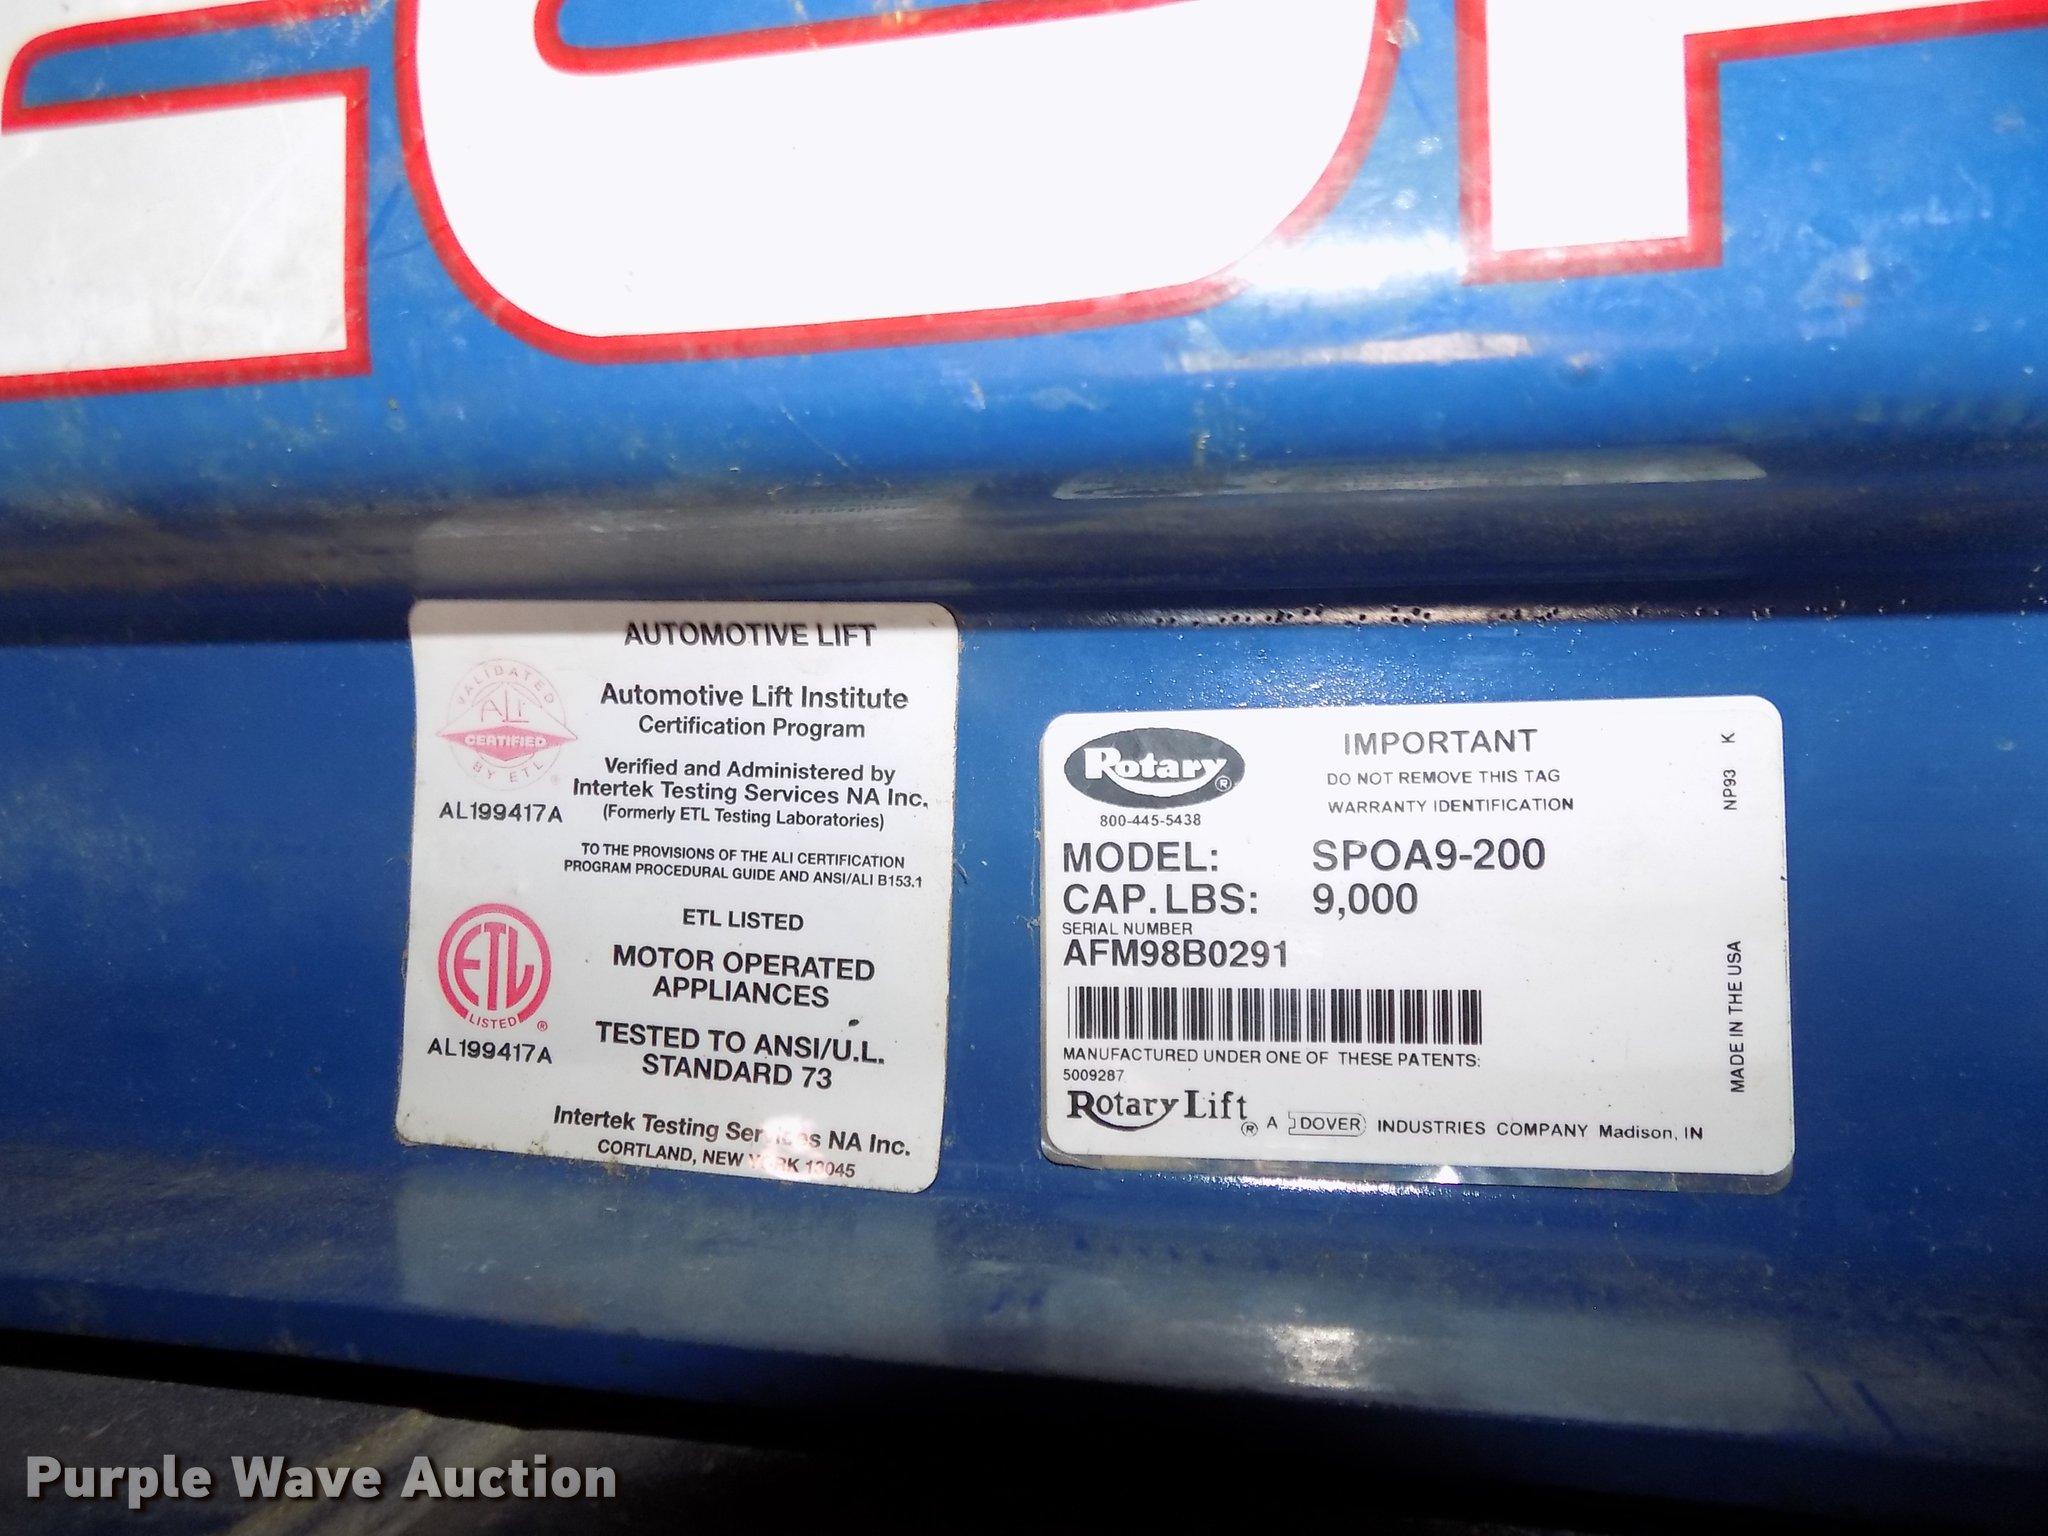 AUTOMOTIVE LIFT
VALIDATED
ALi
CERTIFIED
BY ETL ®
AL199417A
Automotive Lift Institute
Certification Program
Verified and Administered by
Intertek Testing Services NA Inc.
(Formerly ETL Testing Laboratories)
TO THE PROVISIONS OF THE ALI CERTIFICATION
PROGRAM PROCEDURAL GUIDE AND ANSI/ALI B153.1
ETL
LISTED ®
AL199417A
ETL LISTED
MOTOR OPERATED
APPLIANCES
TESTED TO ANSI/U.L.
STANDARD 73
Intertek Testing Services NA Inc.
CORTLAND, NEW YORK 13045
Rotary ®
800-445-5438
IMPORTANT
DO NOT REMOVE THIS TAG
WARRANTY IDENTIFICATION
NP93 K
MODEL: SPOA9-200
CAP. LBS: 9,000
SERIAL NUMBER
AFM98B0291
MADE IN THE USA
MANUFACTURED UNDER ONE OF THESE PATENTS:
5009287
Rotary Lift ® A DOVER INDUSTRIES COMPANY Madison, IN
Purple Wave Auction